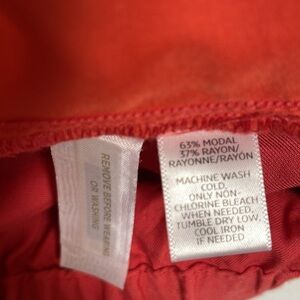 REMOVE BEFORE WEARING
OR WASHING
63% MODAL
37% RAYON/
RAYONNE/RAYÓN
MACHINE WASH
COLD,
ONLY NON-
CHLORINE BLEACH
WHEN NEEDED,
TUMBLE DRY LOW,
COOL IRON
IF NEEDED